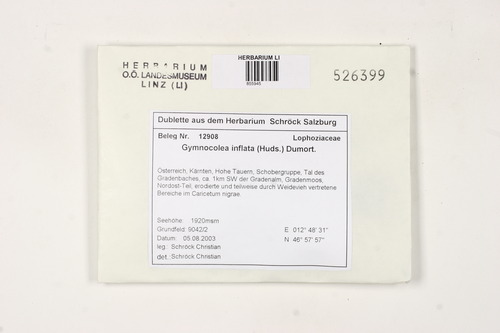 HERBARIUM
O.Ö. LANDESMUSEUM
LINZ (LI)
HERBARIUM LI
526399
Dublette aus dem Herbarium Schröck Salzburg
Beleg Nr. 12908 Lophoziaceae
Gymnocolea inflata (Huds.) Dumort.
Österreich, Kärnten, Hohe Tauern, Schobergruppe, Tal des
Gradenbaches, ca. 1km SW der Gradenalm, Gradenmoos,
Nordost-Teil, erodierte und teilweise durch Weidevieh vertretene
Bereiche im Caricetum nigrae.
Seehöhe: 1920msm
Grundfeld: 9042/2 E 012° 48' 31"
Datum: 05.08.2003 N 46° 57' 57"
leg. Schröck Christian
det. Schröck Christian